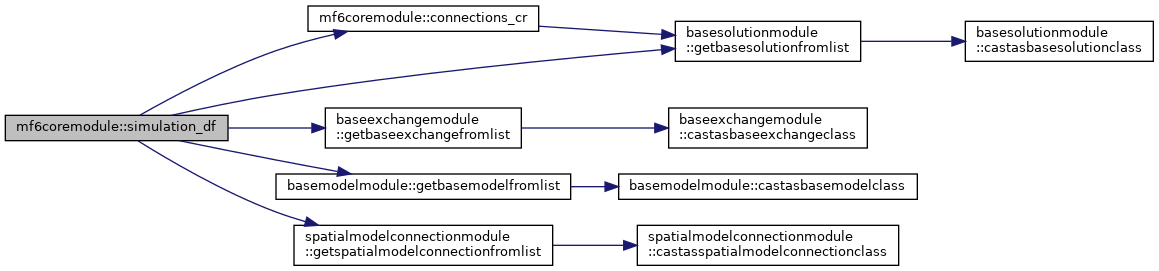 mf6coremodule::simulation_df
mf6coremodule::connections_cr
basesolutionmodule
::getbasesolutionfromlist
basesolutionmodule
::castasbasesolutionclass
baseexchangemodule
::getbaseexchangefromlist
baseexchangemodule
::castasbaseexchangeclass
basemodelmodule::getbasemodelfromlist
basemodelmodule::castasbasemodelclass
spatialmodelconnectionmodule
::getspatialmodelconnectionfromlist
spatialmodelconnectionmodule
::castasspatialmodelconnectionclass